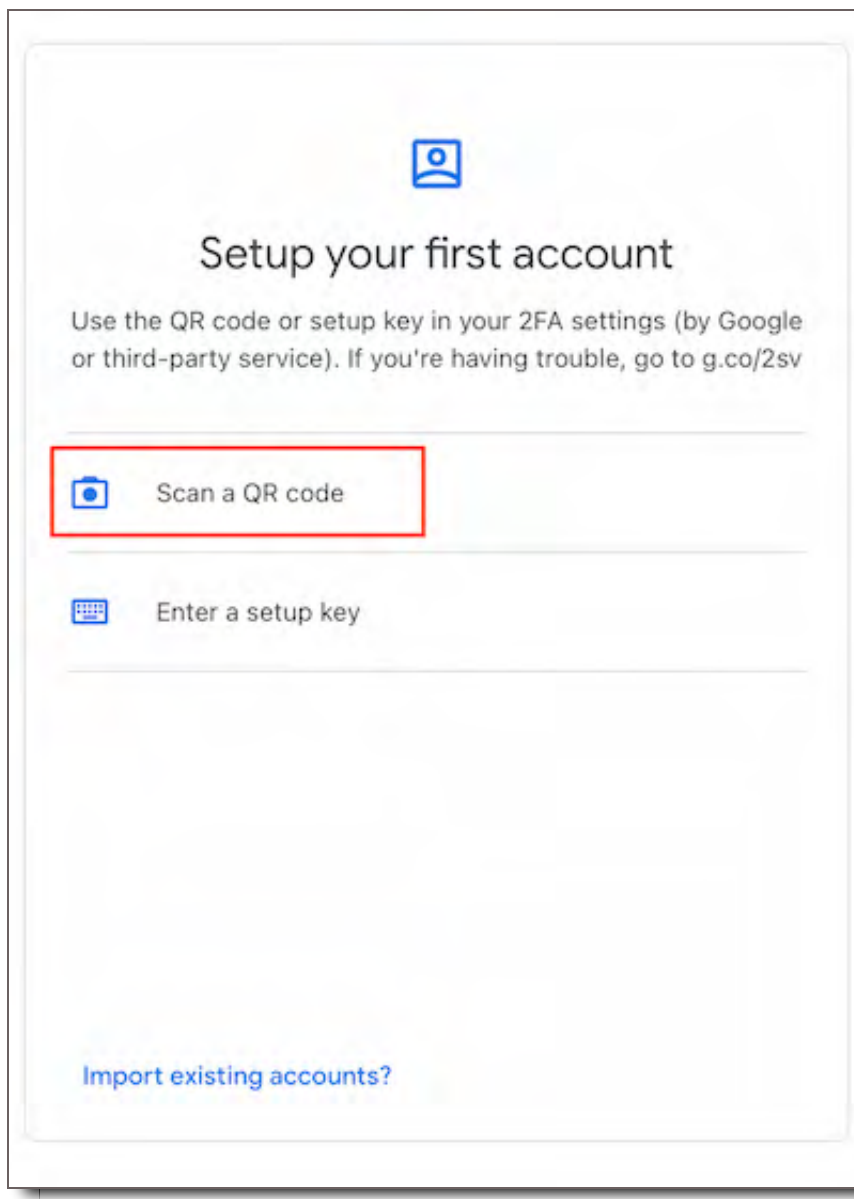 Setup your first account
Use the QR code or setup key in your 2FA settings (by Google
or third-party service). If you're having trouble, go to g.co/2sv
Scan a QR code
Enter a setup key
Import existing accounts?